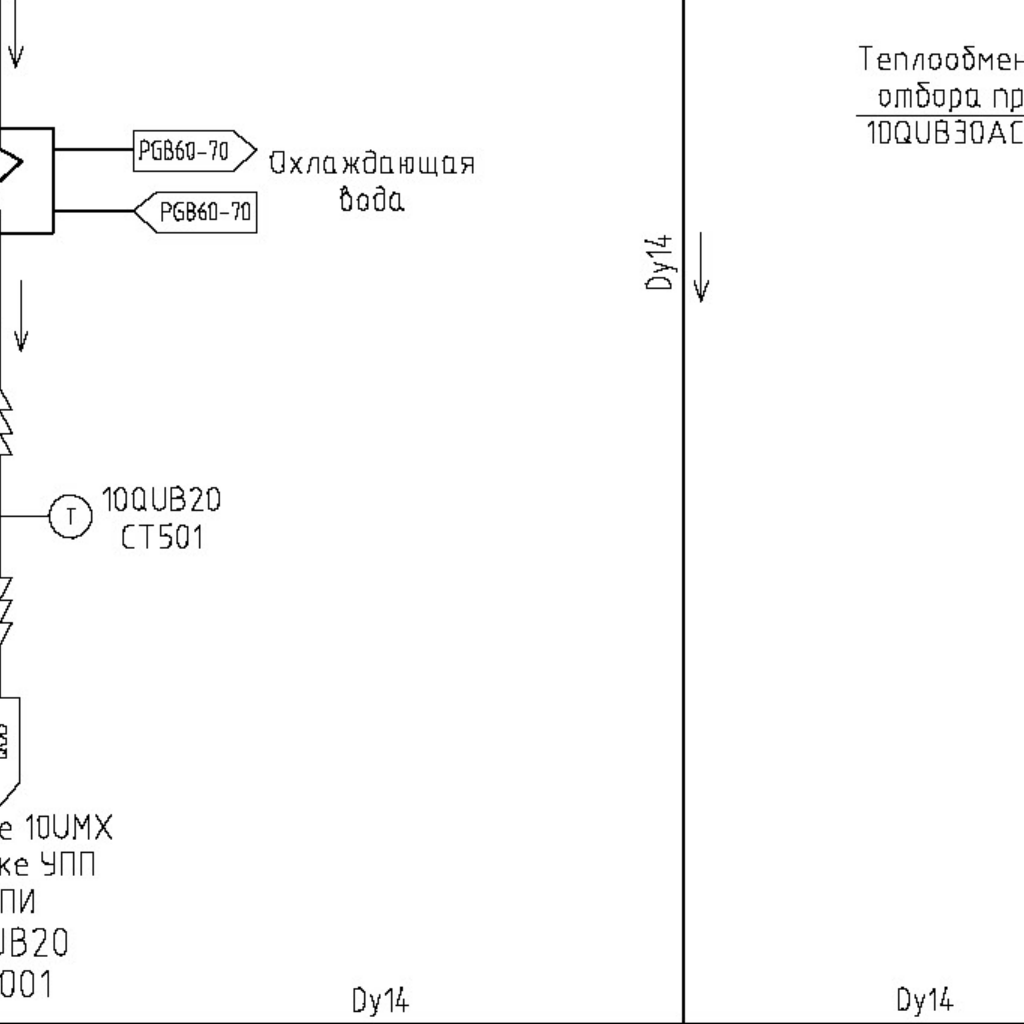 Теплообмен
отбора пр
10QUB30AC
PGB60-70
Охлаждающая
вода
PGB60-70
Dy14
10QUB20
T
CT501
е 10UMX
ке УПП
ПИ
UB20
001
Dy14
Dy14